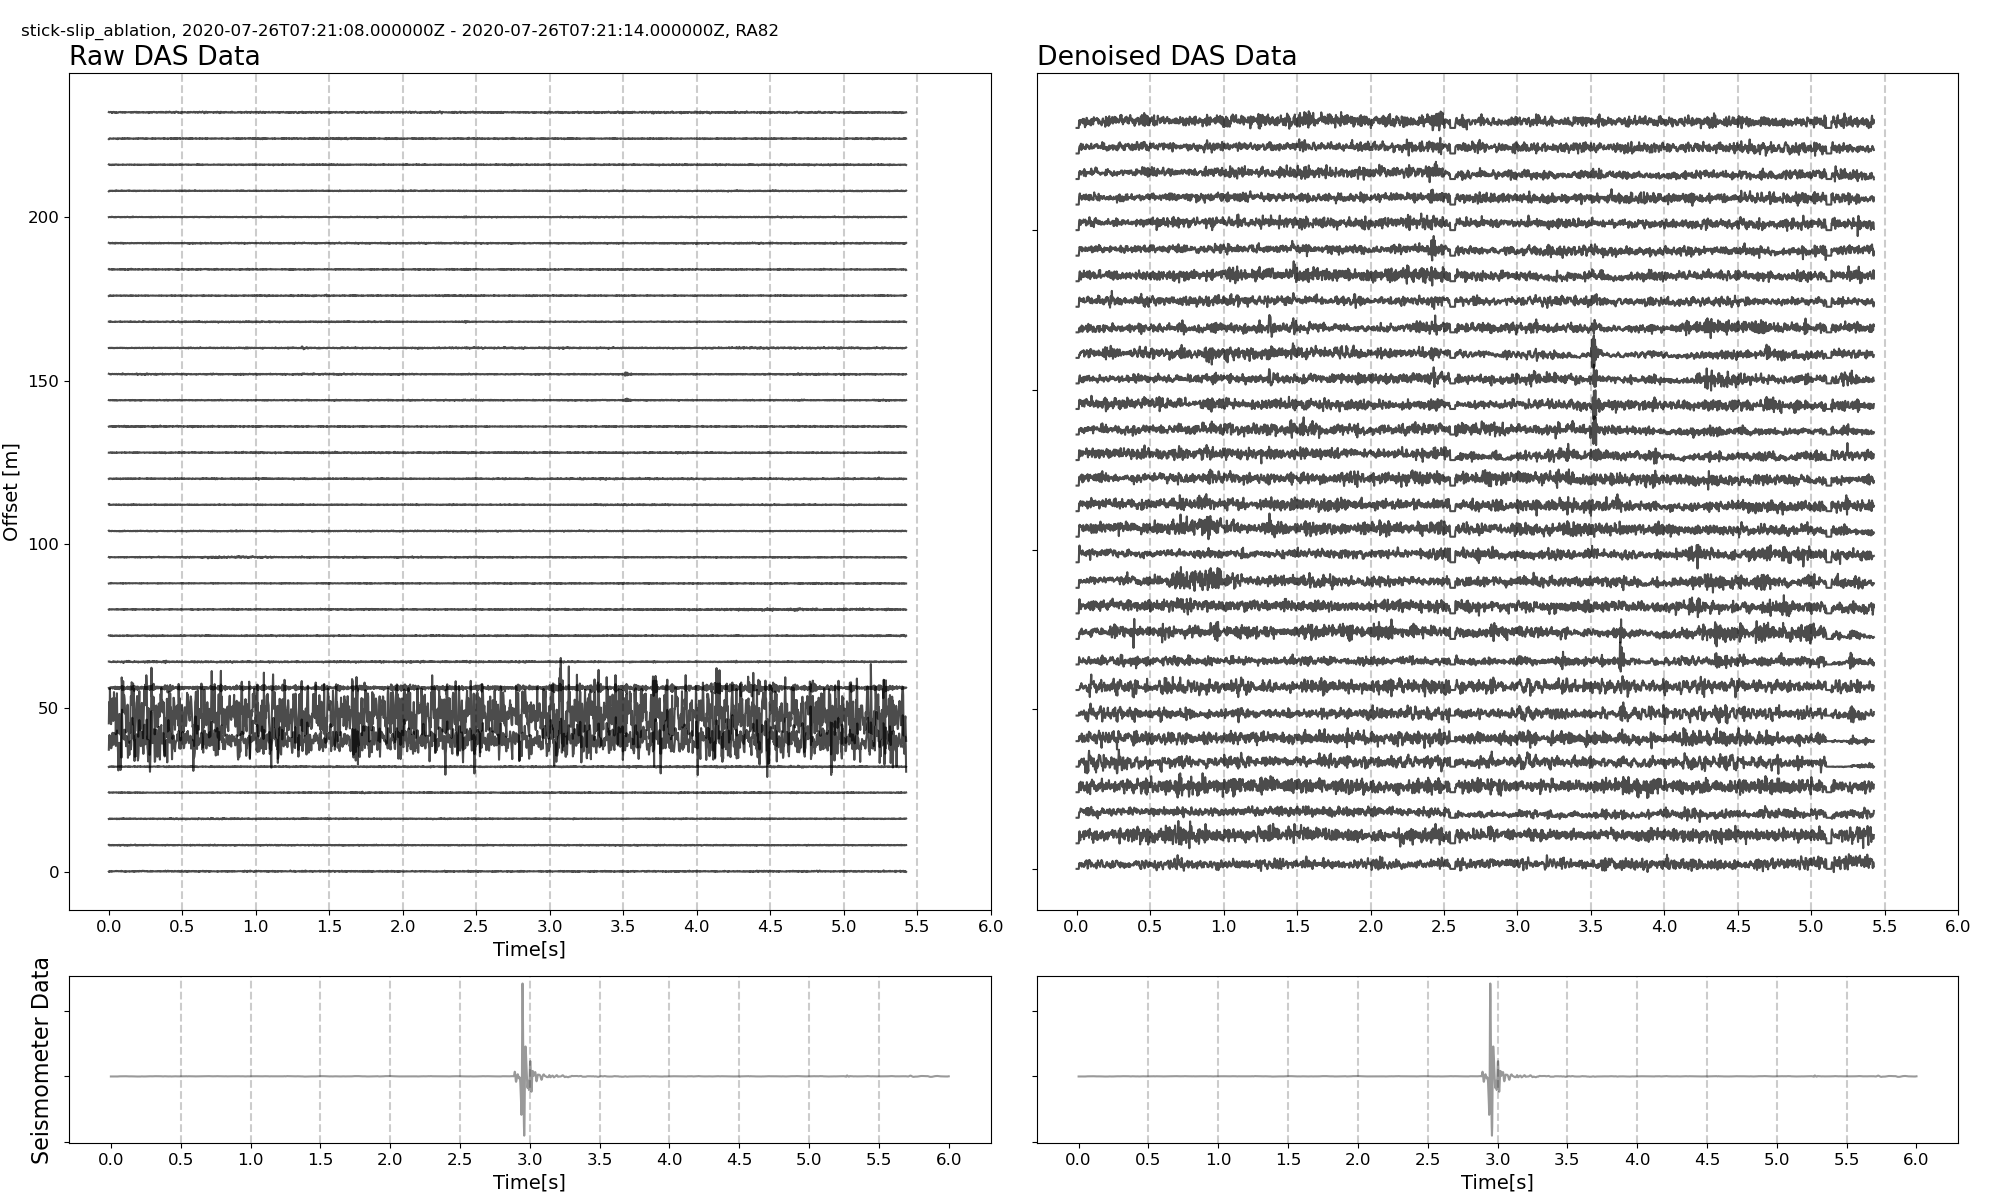 stick-slip_ablation, 2020-07-26T07:21:08.000000Z - 2020-07-26T07:21:14.000000Z, RA82
Raw DAS Data
Denoised DAS Data
Offset [m]
200
150
100
50
0
0.0 0.5 1.0 1.5 2.0 2.5 3.0 3.5 4.0 4.5 5.0 5.5 6.0
Time[s]
0.0 0.5 1.0 1.5 2.0 2.5 3.0 3.5 4.0 4.5 5.0 5.5 6.0
Seismometer Data
0.0 0.5 1.0 1.5 2.0 2.5 3.0 3.5 4.0 4.5 5.0 5.5 6.0
Time[s]
0.0 0.5 1.0 1.5 2.0 2.5 3.0 3.5 4.0 4.5 5.0 5.5 6.0
Time[s]